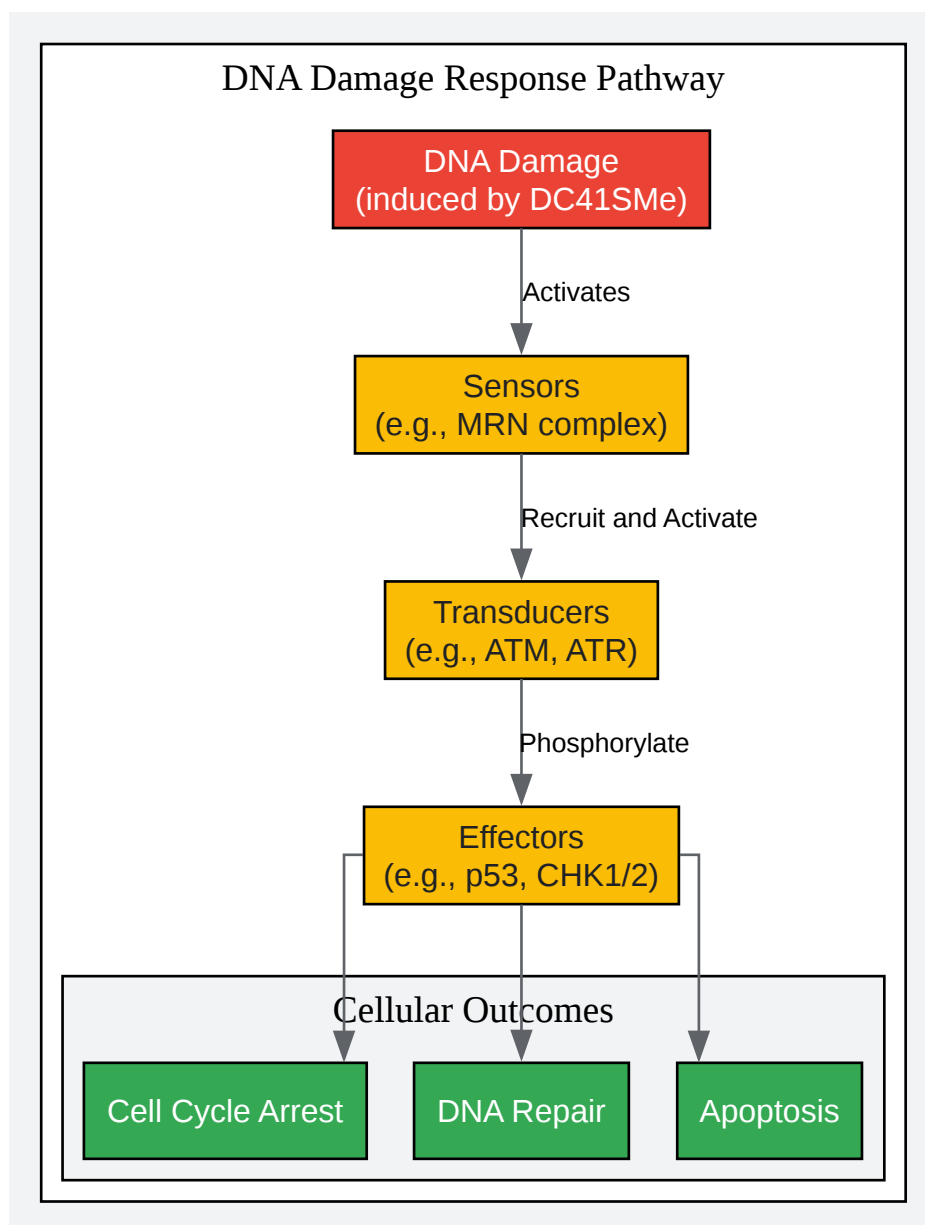 DNA Damage Response Pathway
DNA Damage
(induced by DC41SMe)
Activates
Sensors
(e.g., MRN complex)
Recruit and Activate
Transducers
(e.g., ATM, ATR)
Phosphorylate
Effectors
(e.g., p53, CHK1/2)
Cellular Outcomes
Cell Cycle Arrest
DNA Repair
Apoptosis